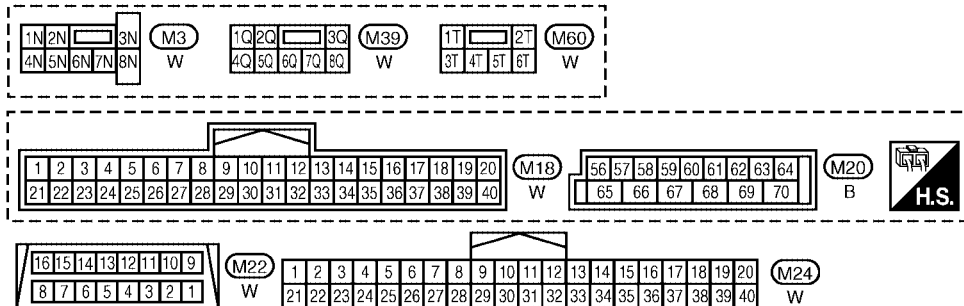 1N 2N 3N M3 1Q 2Q 3Q M39 1T 2T M60
4N 5N 6N 7N 8N W 4Q 5Q 6Q 7Q 8Q W 3T 4T 5T 6T W
1 2 3 4 5 6 7 8 9 10 11 12 13 14 15 16 17 18 19 20 M18 56 57 58 59 60 61 62 63 64 M20
21 22 23 24 25 26 27 28 29 30 31 32 33 34 35 36 37 38 39 40 W 65 66 67 68 69 70 B H.S.
16 15 14 13 12 11 10 9 M22 1 2 3 4 5 6 7 8 9 10 11 12 13 14 15 16 17 18 19 20 M24
8 7 6 5 4 3 2 1 W 21 22 23 24 25 26 27 28 29 30 31 32 33 34 35 36 37 38 39 40 W